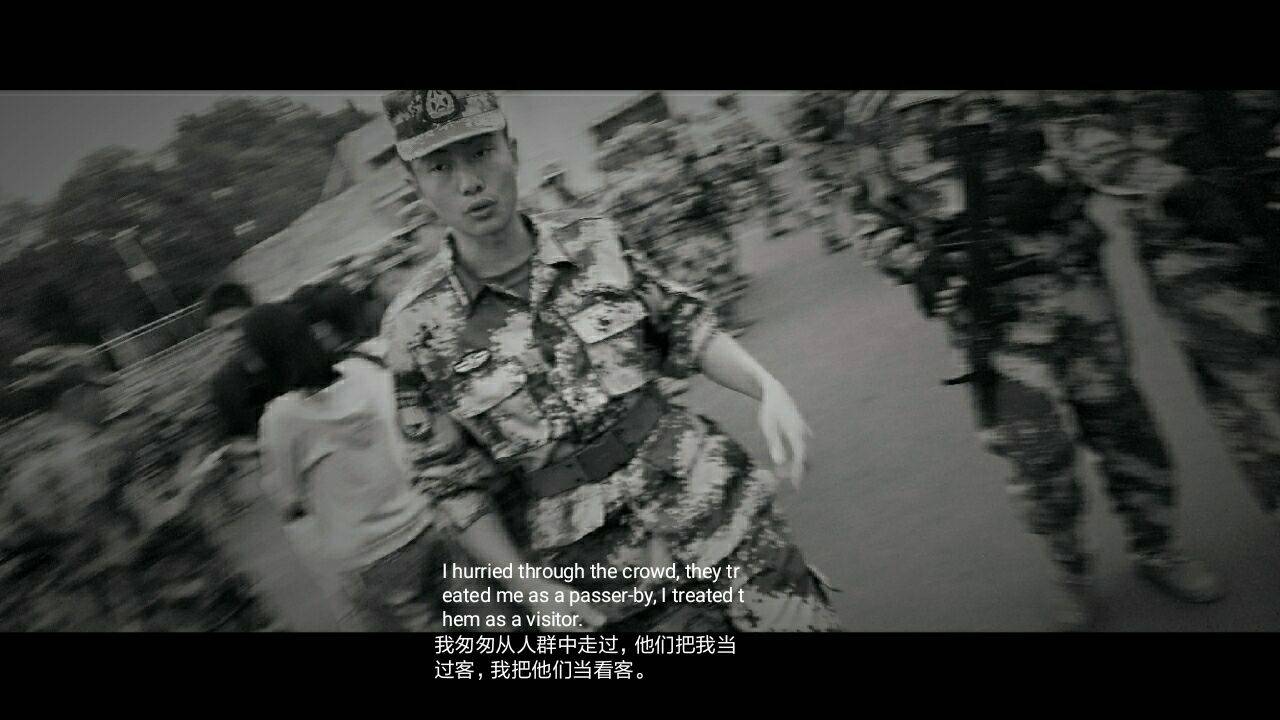 I hurried through the crowd, they tr
eated me as a passer-by, I treated t
hem as a visitor.
我匆匆从人群中走过，他们把我当
过客，我把他们当看客。